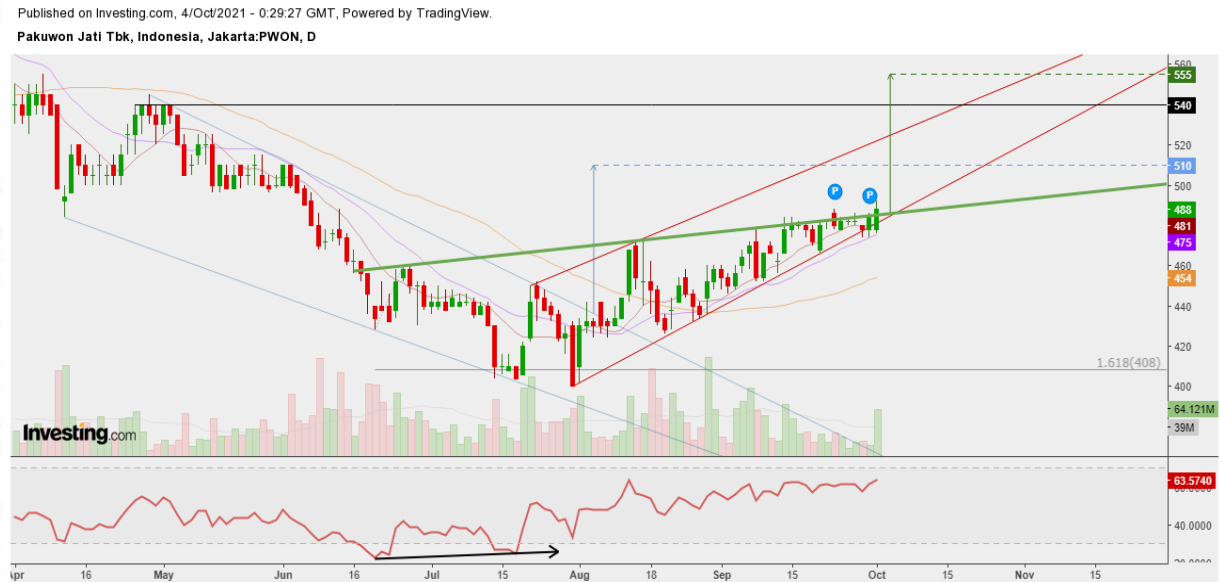 Published on Investing.com, 4/Oct/2021 - 0:29:27 GMT, Powered by TradingView.
Pakuwon Jati Tbk, Indonesia, Jakarta:PWON, D
560
555
540
520
510
500
488
481
475
460
454
440
420
1.618(408)
400
64.121M
39M
P
P
Investing.com
63.5740
40.0000
Apr
16
May
Jun
16
Jul
15
Aug
18
Sep
15
Oct
15
Nov
15